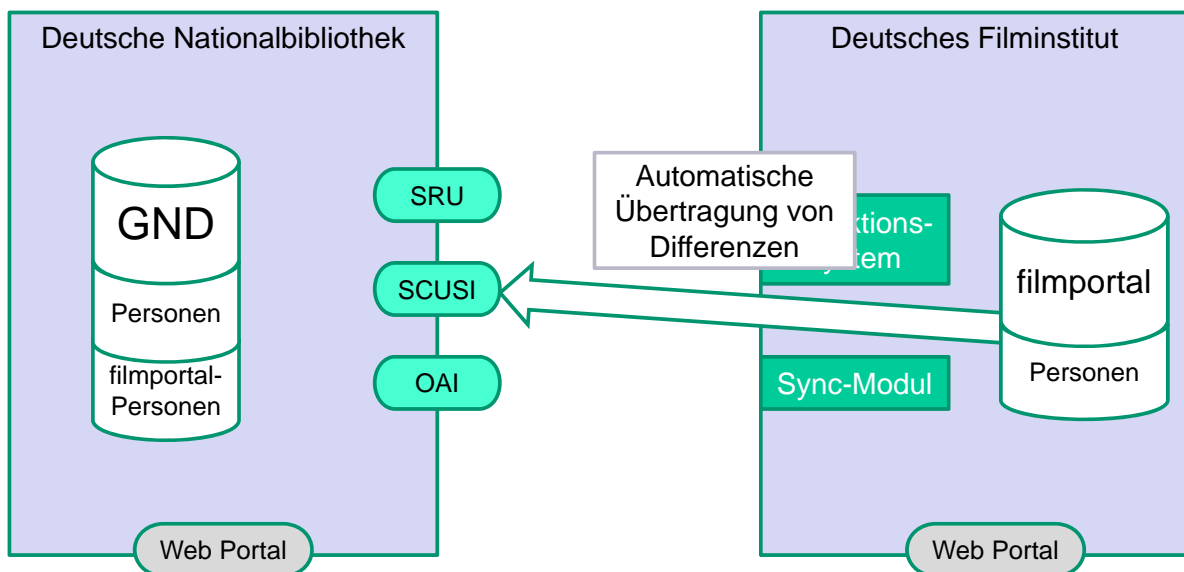 Deutsche Nationalbibliothek
GND
Personen
filmportal-
Personen
SRU
SCUSI
OAI
Web Portal
Automatische
Übertragung von
Differenzen
Deutsches Filminstitut
filmportal
Personen
Sync-Modul
Web Portal